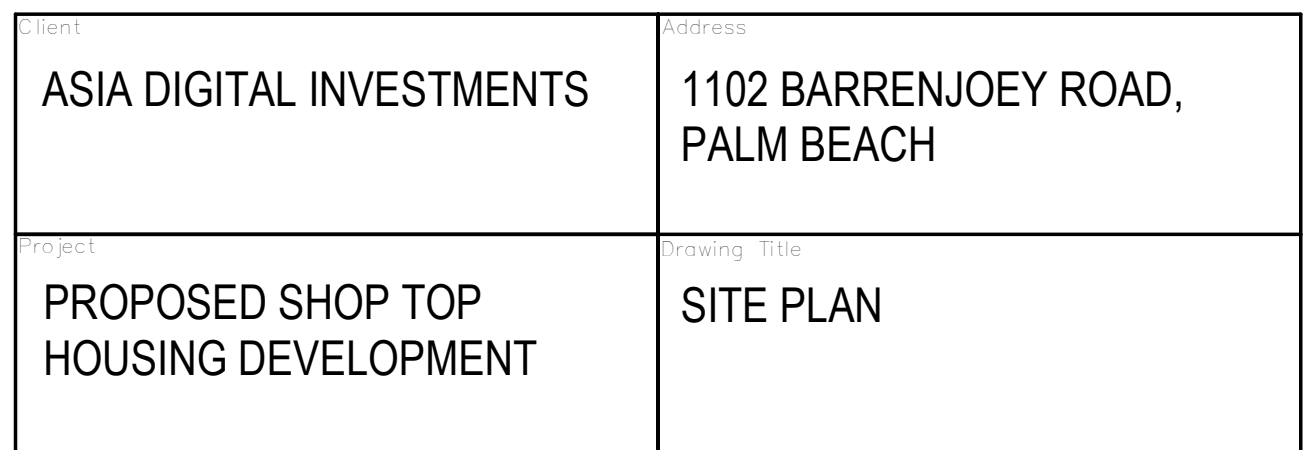 Client
ASIA DIGITAL INVESTMENTS
Address
1102 BARRENJOEY ROAD,
PALM BEACH
Project
PROPOSED SHOP TOP
HOUSING DEVELOPMENT
Drawing Title
SITE PLAN